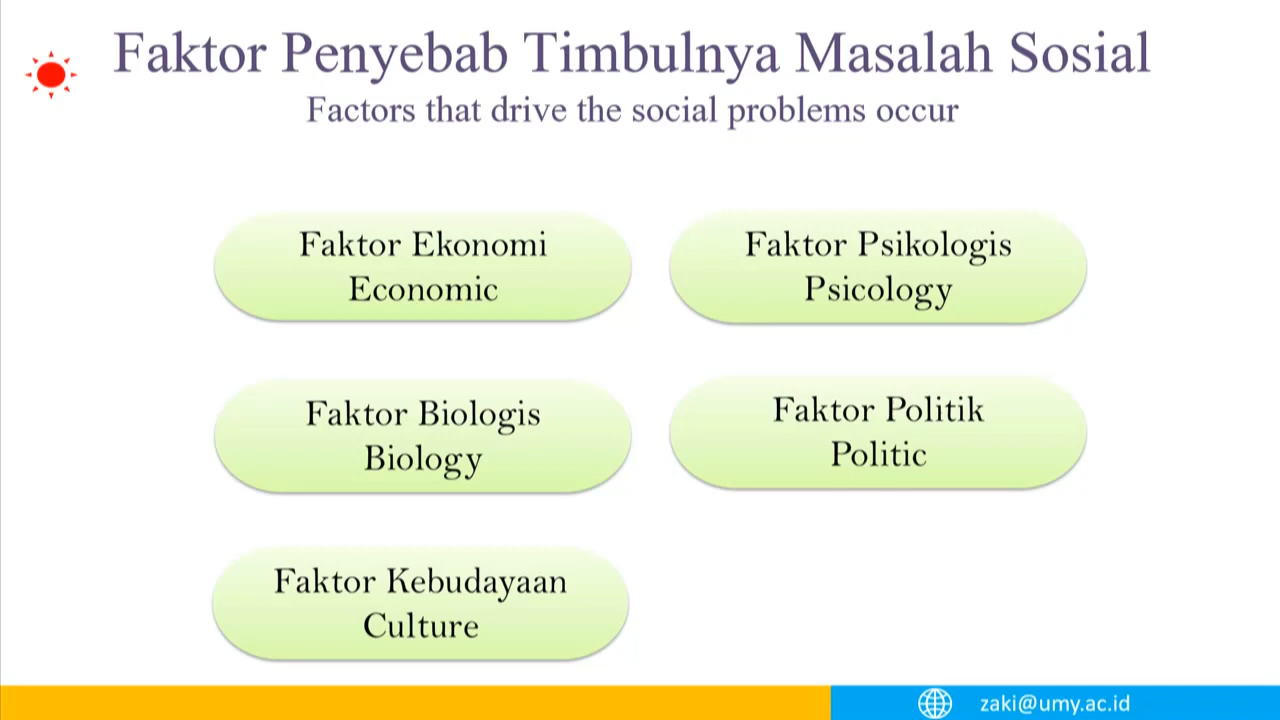 Faktor Penyebab Timbulnya Masalah Sosial
Factors that drive the social problems occur
Faktor Ekonomi
Economic
Faktor Psikologis
Psicology
Faktor Biologis
Biology
Faktor Politik
Politic
Faktor Kebudayaan
Culture
zaki@umy.ac.id